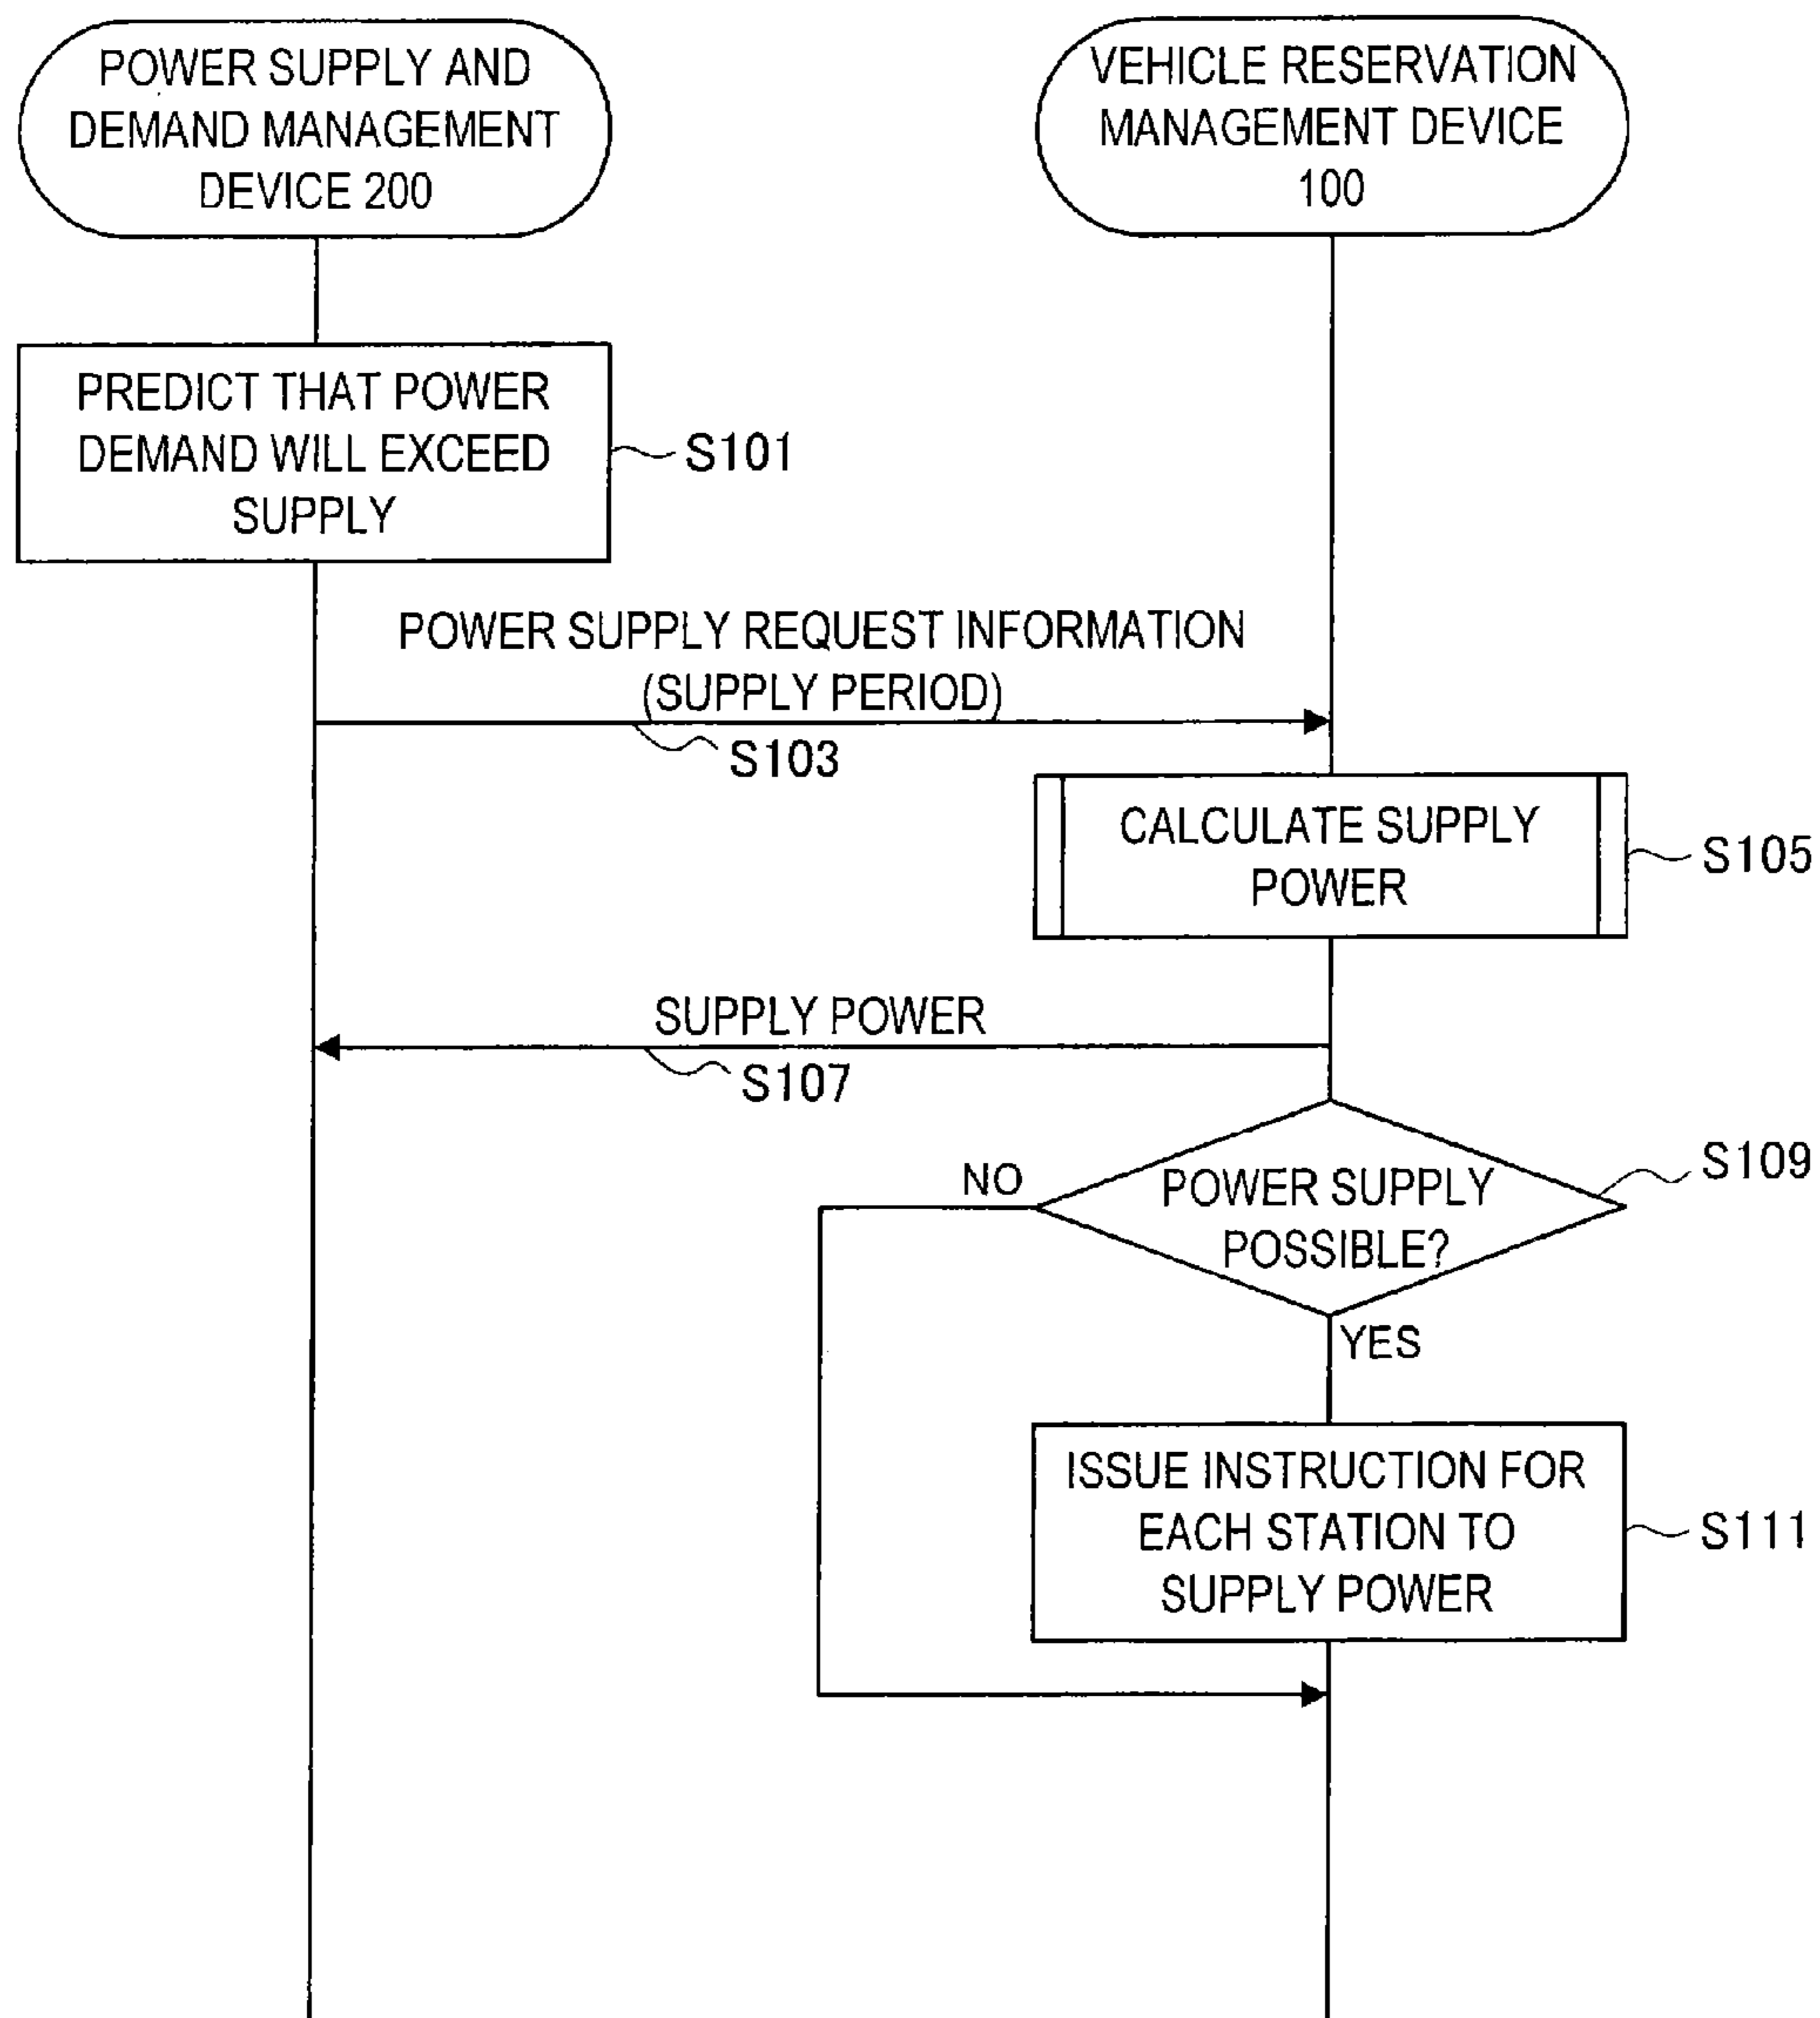 POWER SUPPLY AND
DEMAND MANAGEMENT
DEVICE 200
VEHICLE RESERVATION
MANAGEMENT DEVICE
100
PREDICT THAT POWER
DEMAND WILL EXCEED
SUPPLY
S101
POWER SUPPLY REQUEST INFORMATION
(SUPPLY PERIOD)
S103
CALCULATE SUPPLY
POWER
S105
SUPPLY POWER
S107
S109
NO
POWER SUPPLY
POSSIBLE?
YES
ISSUE INSTRUCTION FOR
EACH STATION TO
SUPPLY POWER
S111